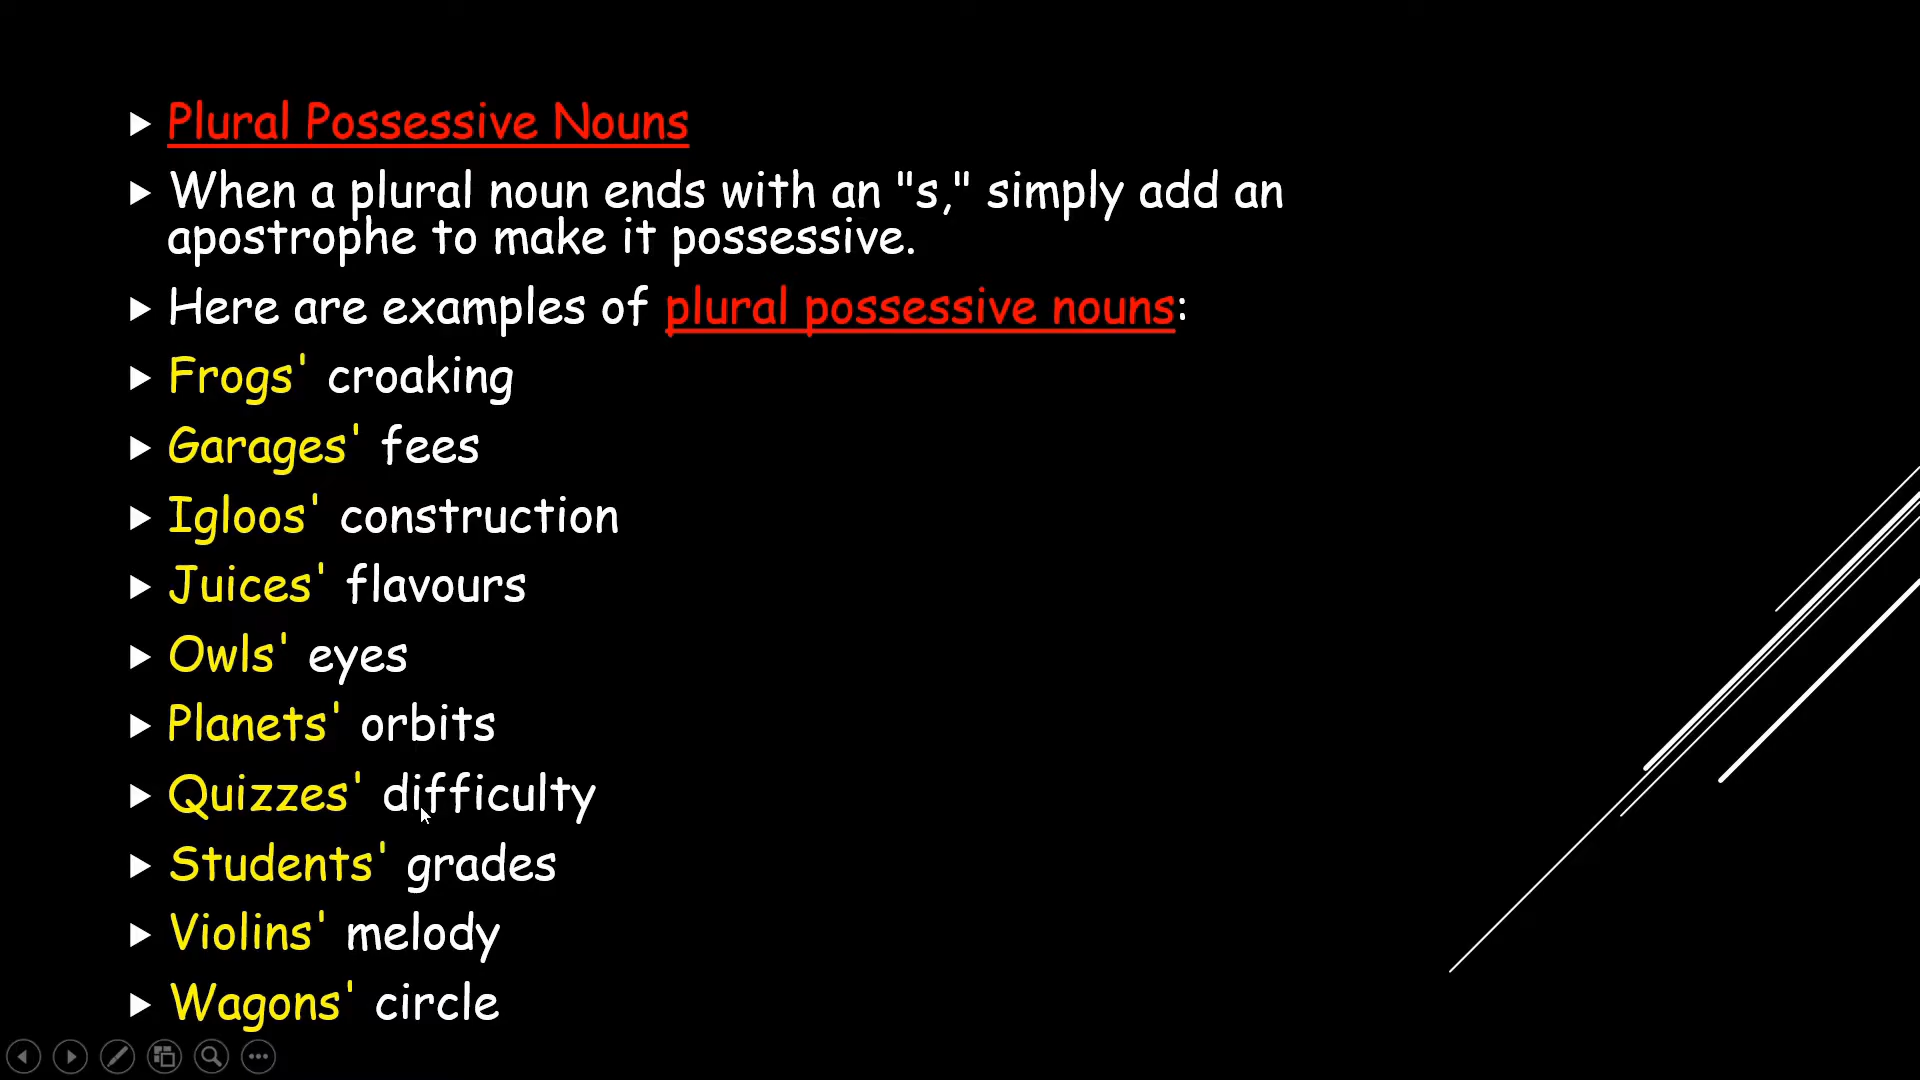 Plural Possessive Nouns
When a plural noun ends with an "s," simply add an
apostrophe to make it possessive.
Here are examples of plural possessive nouns:
Frogs' croaking
Garages' fees
Igloos' construction
Juices' flavours
Owls' eyes
Planets' orbits
Quizzes' difficulty
Students' grades
Violins' melody
Wagons' circle